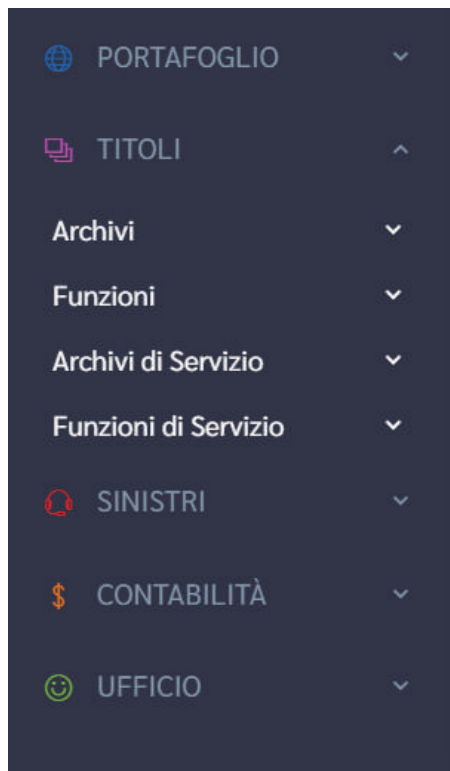 PORTAFOGLIO
TITOLI
Archivi
Funzioni
Archivi di Servizio
Funzioni di Servizio
SINISTRI
$ CONTABILITÀ
UFFICIO